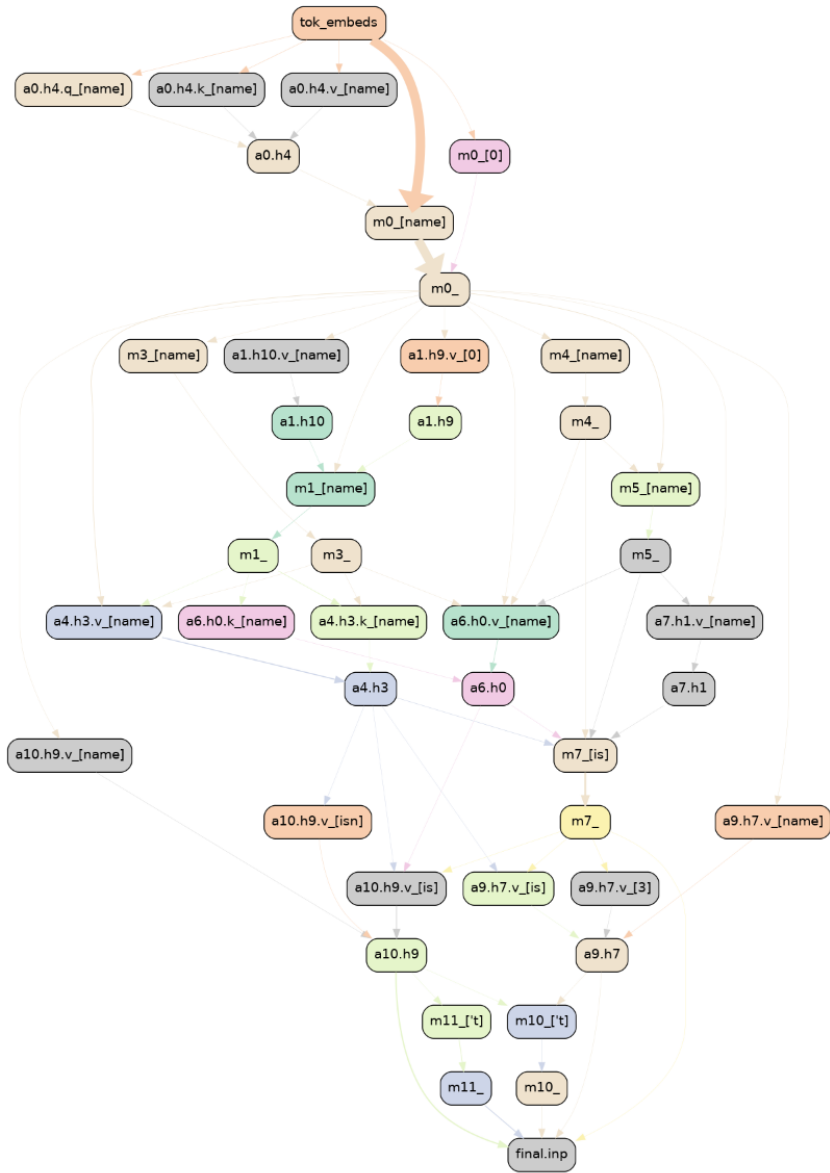 tok_embeds
a0.h4.q_[name] a0.h4.k_[name] a0.h4.v_[name]
a0.h4 m0_[0]
m0_[name]
m0_
m3_[name] a1.h10.v_[name] a1.h9.v_[0] m4_[name]
a1.h10 a1.h9 m4_
m1_[name] m5_[name]
m1_ m3_ m5_
a4.h3.v_[name] a6.h0.k_[name] a4.h3.k_[name] a6.h0.v_[name] a7.h1.v_[name]
a4.h3 a6.h0 a7.h1
a10.h9.v_[name] m7_[is]
a10.h9.v_[isn] m7_ a9.h7.v_[name]
a10.h9.v_[is] a9.h7.v_[is] a9.h7.v_[3]
a10.h9 a9.h7
m11_['t] m10_['t]
m11_ m10_
final.inp